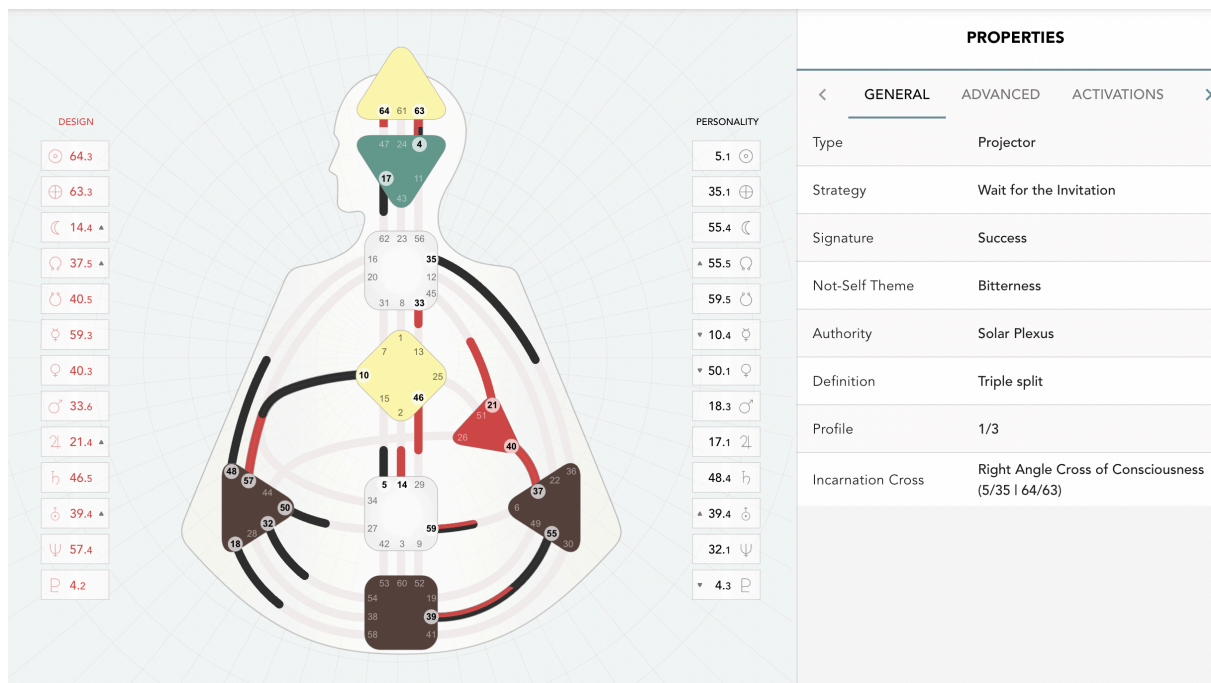 PROPERTIES
GENERAL ADVANCED ACTIVATIONS
Type Projector
Strategy Wait for the Invitation
Signature Success
Not-Self Theme Bitterness
Authority Solar Plexus
Definition Triple split
Profile 1/3
Incarnation Cross Right Angle Cross of Consciousness
(5/35 | 64/63)
DESIGN
64.3
63.3
14.4
37.5
40.5
59.3
40.3
33.6
21.4
46.5
39.4
57.4
4.2
64 61 63
47 24 4
17 11
43
62 23 56
16 35
20 12
45
31 8 33
1
7 13
10 25
15 46
2
21
51
26
40
48
57
44
50
32
28
18
5 14 29
34
27 59
42 3 9
36
22
37
6
49
55
30
53 60 52
54 19
38 39
58 41
PERSONALITY
5.1
35.1
55.4
55.5
59.5
10.4
50.1
18.3
17.1
48.4
39.4
32.1
4.3